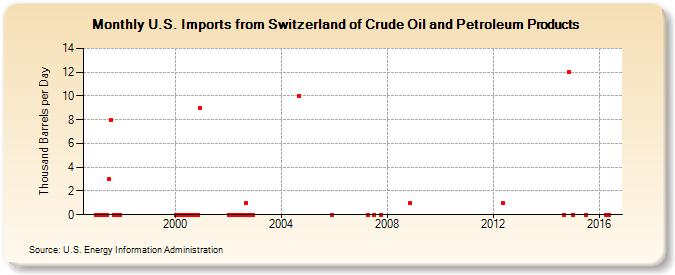 Monthly U.S. Imports from Switzerland of Crude Oil and Petroleum Products
Thousand Barrels per Day
14
12
10
8
6
4
2
0
2000 2004 2008 2012 2016
Source: U.S. Energy Information Administration